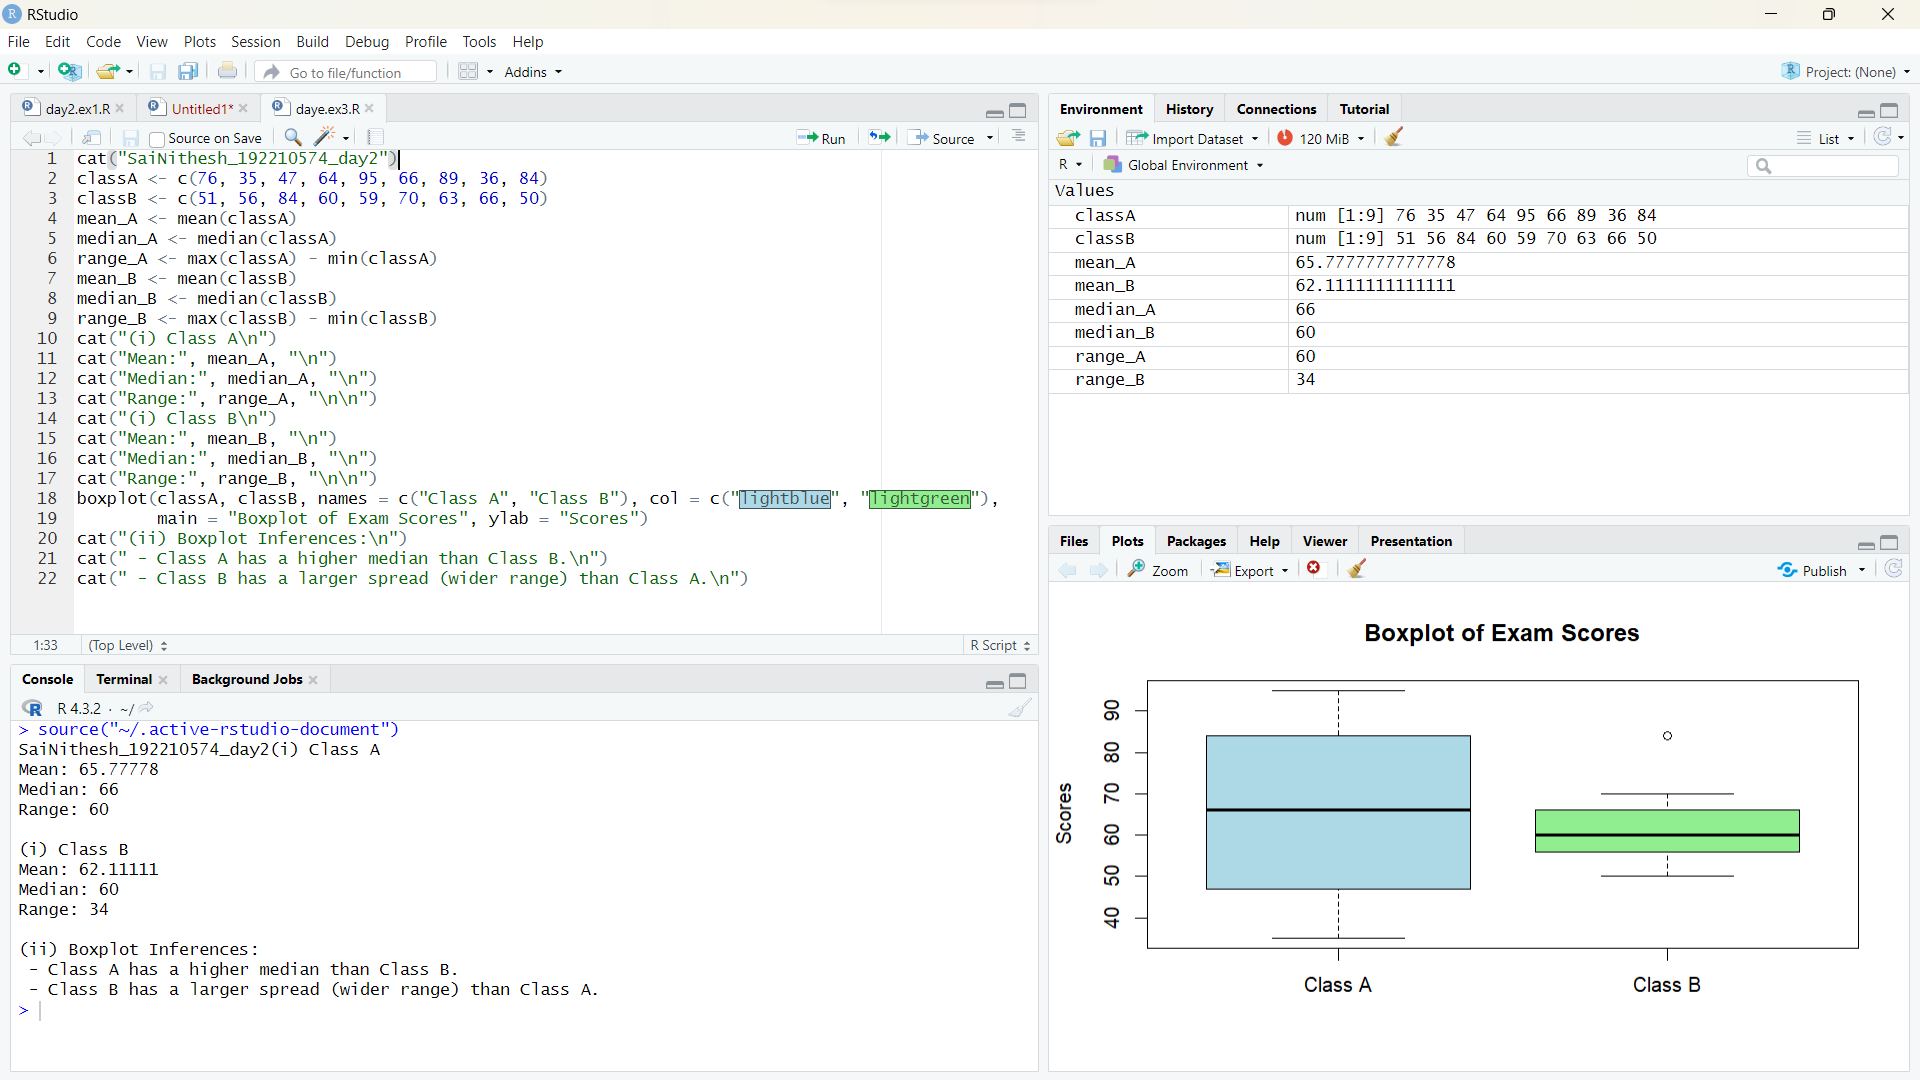 RStudio
File Edit Code View Plots Session Build Debug Profile Tools Help
Go to file/function Addins Project: (None)
day2.ex1.R Untitled1* daye.ex3.R
Source on Save Run Source
1 cat("SaiNithesh_192210574_day2")
2 classA <- c(76, 35, 47, 64, 95, 66, 89, 36, 84)
3 classB <- c(51, 56, 84, 60, 59, 70, 63, 66, 50)
4 mean_A <- mean(classA)
5 median_A <- median(classA)
6 range_A <- max(classA) - min(classA)
7 mean_B <- mean(classB)
8 median_B <- median(classB)
9 range_B <- max(classB) - min(classB)
10 cat("(i) Class A\n")
11 cat("Mean:", mean_A, "\n")
12 cat("Median:", median_A, "\n")
13 cat("Range:", range_A, "\n\n")
14 cat("(i) Class B\n")
15 cat("Mean:", mean_B, "\n")
16 cat("Median:", median_B, "\n")
17 cat("Range:", range_B, "\n\n")
18 boxplot(classA, classB, names = c("Class A", "Class B"), col = c("lightblue", "lightgreen"),
19 main = "Boxplot of Exam Scores", ylab = "Scores")
20 cat("(ii) Boxplot Inferences:\n")
21 cat(" - Class A has a higher median than Class B.\n")
22 cat(" - Class B has a larger spread (wider range) than Class A.\n")
1:33 (Top Level) R Script
Console Terminal Background Jobs
R 4.3.2 · ~/
> source("~/.active-rstudio-document")
SaiNithesh_192210574_day2(i) Class A
Mean: 65.77778
Median: 66
Range: 60
(i) Class B
Mean: 62.11111
Median: 60
Range: 34
(ii) Boxplot Inferences:
- Class A has a higher median than Class B.
- Class B has a larger spread (wider range) than Class A.
>
Environment History Connections Tutorial
Import Dataset 120 MiB List
R Global Environment
Values
classA num [1:9] 76 35 47 64 95 66 89 36 84
classB num [1:9] 51 56 84 60 59 70 63 66 50
mean_A 65.7777777777778
mean_B 62.1111111111111
median_A 66
median_B 60
range_A 60
range_B 34
Files Plots Packages Help Viewer Presentation
Zoom Export Publish
Boxplot of Exam Scores
Scores
90
80
70
60
50
40
Class A Class B